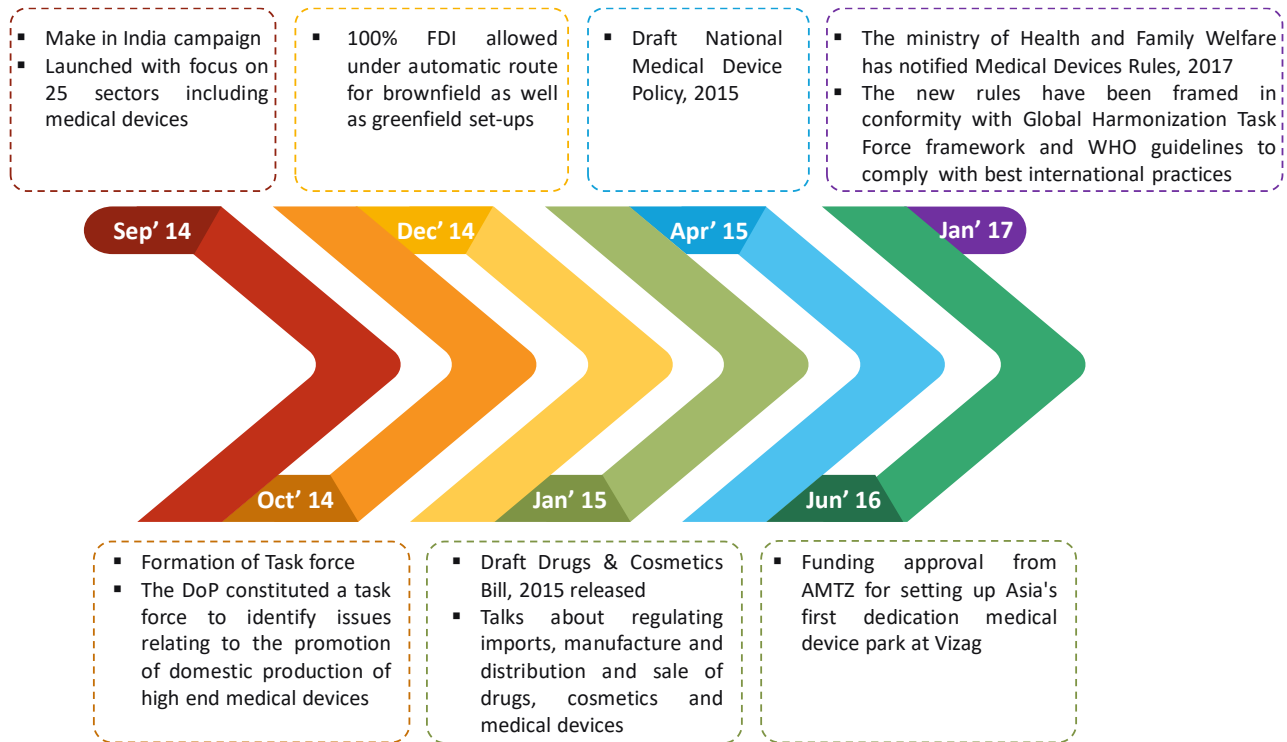 ▪ Make in India campaign
▪ Launched with focus on
25 sectors including
medical devices
▪ 100% FDI allowed
under automatic route
for brownfield as well
as greenfield set-ups
▪ Draft National
Medical Device
Policy, 2015
▪ The ministry of Health and Family Welfare
has notified Medical Devices Rules, 2017
▪ The new rules have been framed in
conformity with Global Harmonization Task
Force framework and WHO guidelines to
comply with best international practices
Sep’ 14
Dec’ 14
Apr’ 15
Jan’ 17
Oct’ 14
Jan’ 15
Jun’ 16
▪ Formation of Task force
▪ The DoP constituted a task
force to identify issues
relating to the promotion
of domestic production of
high end medical devices
▪ Draft Drugs & Cosmetics
Bill, 2015 released
▪ Talks about regulating
imports, manufacture and
distribution and sale of
drugs, cosmetics and
medical devices
▪ Funding approval from
AMTZ for setting up Asia's
first dedication medical
device park at Vizag